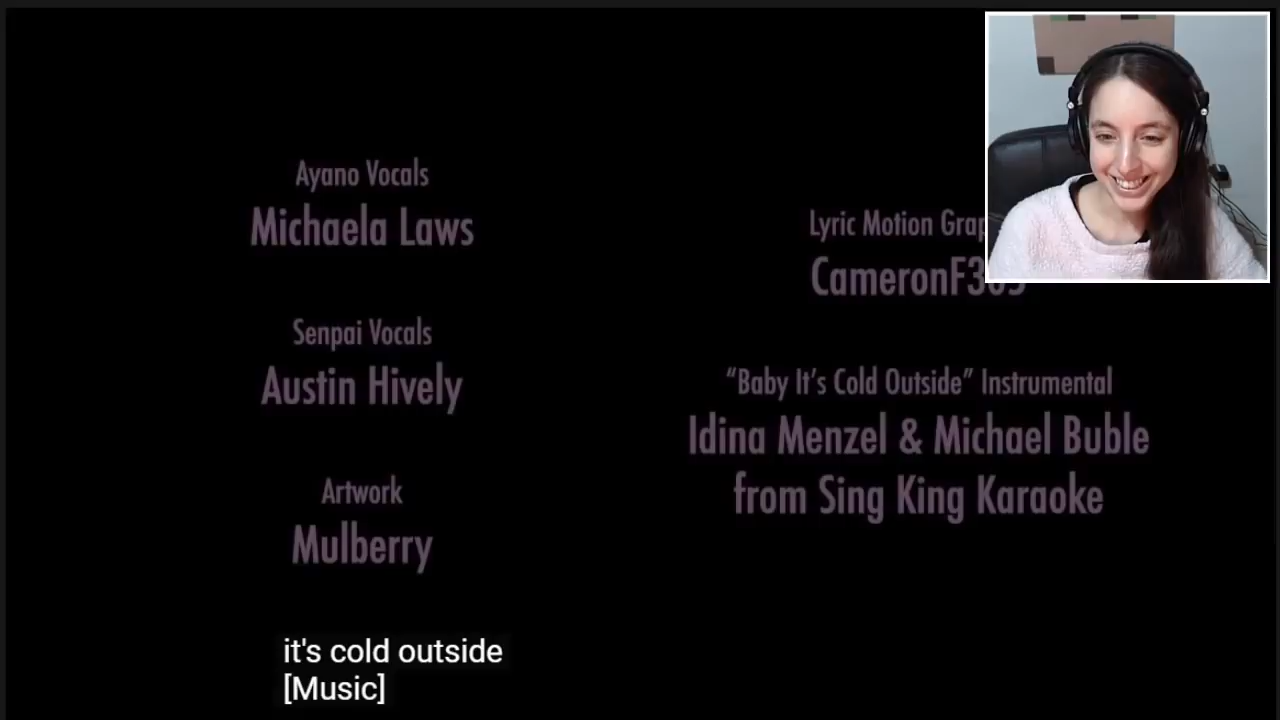 Ayano Vocals
Michaela Laws
Senpai Vocals
Austin Hively
Artwork
Mulberry
Lyric Motion Grap
CameronF305
"Baby It's Cold Outside" Instrumental
Idina Menzel & Michael Buble
from Sing King Karaoke
it's cold outside
[Music]